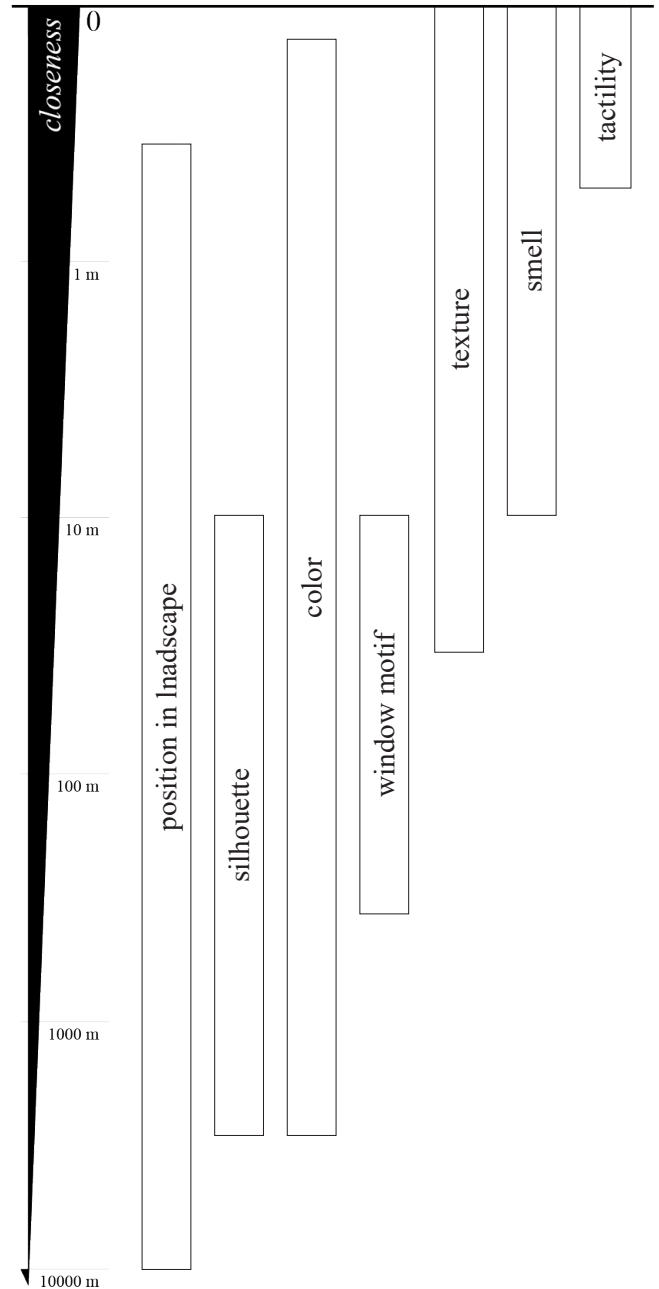 closeness
0
1 m
10 m
100 m
1000 m
10000 m
position in lnadscape
silhouette
color
window motif
texture
smell
tactility